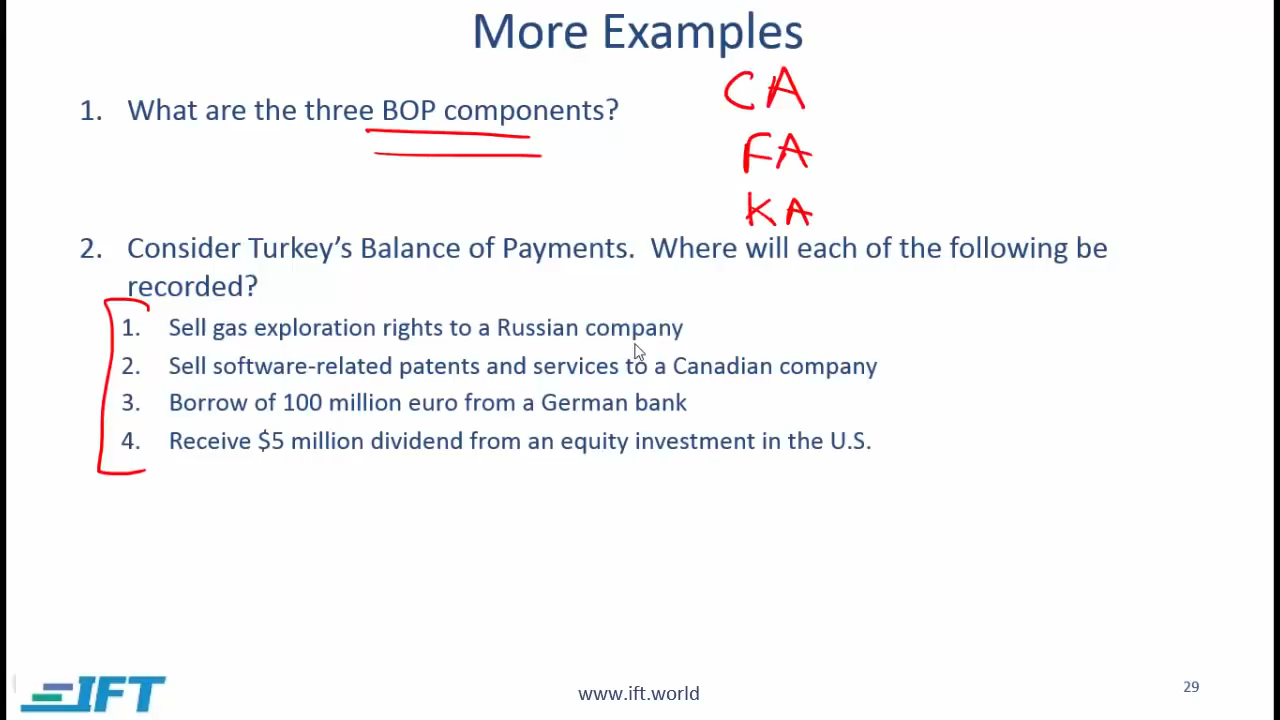 More Examples
CA
1. What are the three BOP components?
FA
KA
2. Consider Turkey's Balance of Payments. Where will each of the following be
recorded?
1. Sell gas exploration rights to a Russian company
2. Sell software-related patents and services to a Canadian company
3. Borrow of 100 million euro from a German bank
4. Receive $5 million dividend from an equity investment in the U.S.
IFT
www.ift.world
29